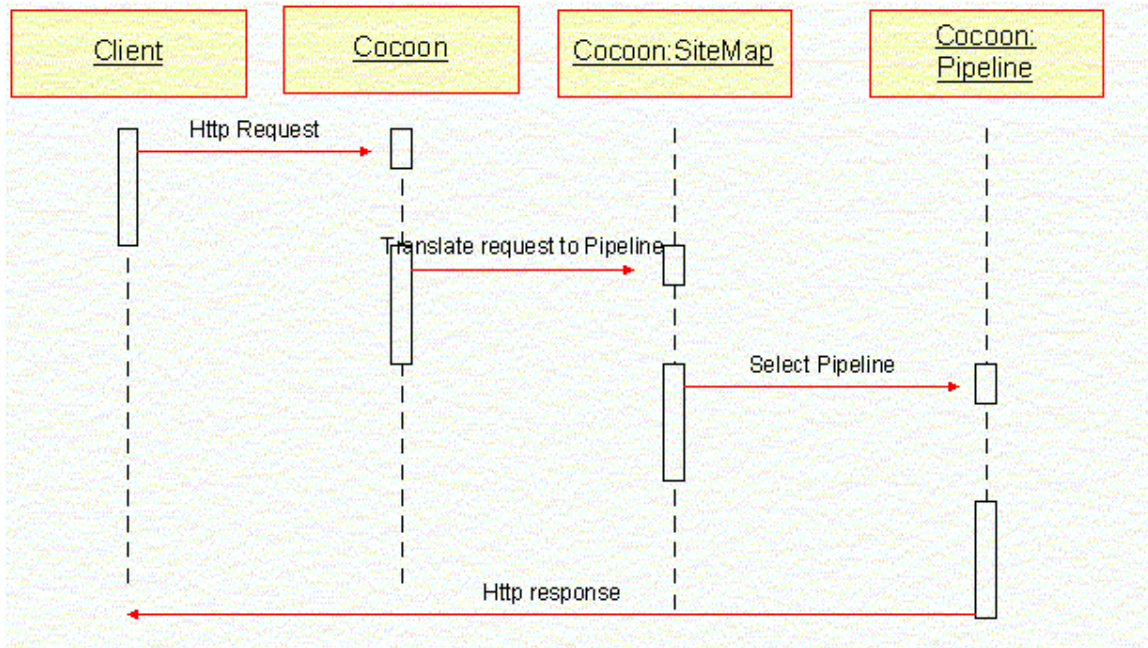 Client
Cocoon
Cocoon:SiteMap
Cocoon:
Pipeline
Http Request
Translate request to Pipeline
Select Pipeline
Http response